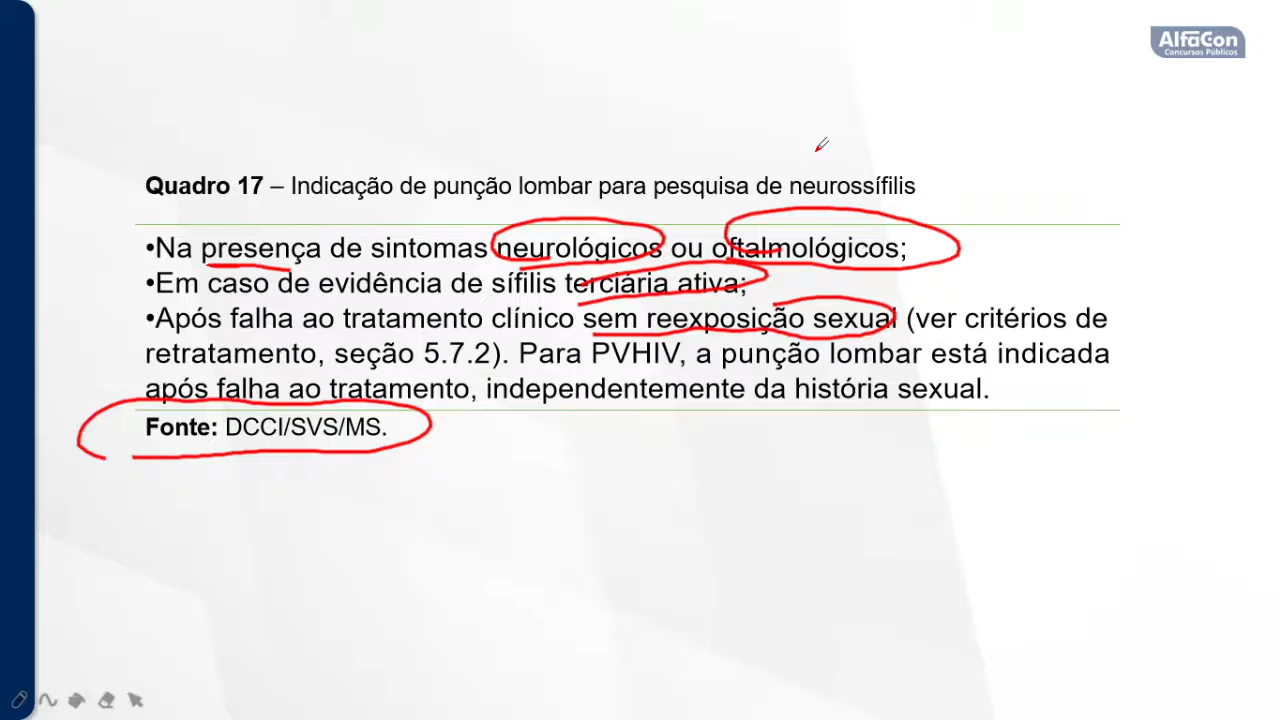 AlfaCon
Concursos Públicos
Quadro 17 – Indicação de punção lombar para pesquisa de neurossífilis
•Na presença de sintomas neurológicos ou oftalmológicos;
•Em caso de evidência de sífilis terciária ativa;
•Após falha ao tratamento clínico sem reexposição sexual (ver critérios de
retratamento, seção 5.7.2). Para PVHIV, a punção lombar está indicada
após falha ao tratamento, independentemente da história sexual.
Fonte: DCCI/SVS/MS.